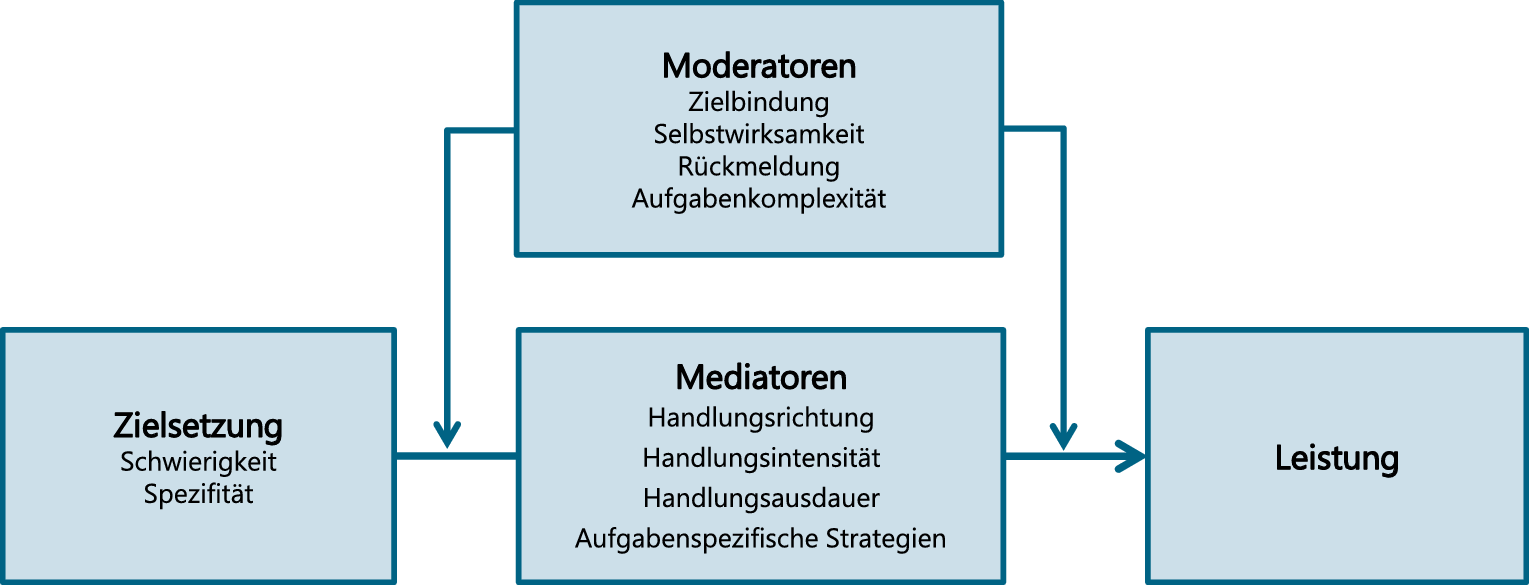 Moderatoren
Zielbindung
Selbstwirksamkeit
Rückmeldung
Aufgabenkomplexität
Zielsetzung
Schwierigkeit
Spezifität
Mediatoren
Handlungsrichtung
Handlungsintensität
Handlungsausdauer
Aufgabenspezifische Strategien
Leistung